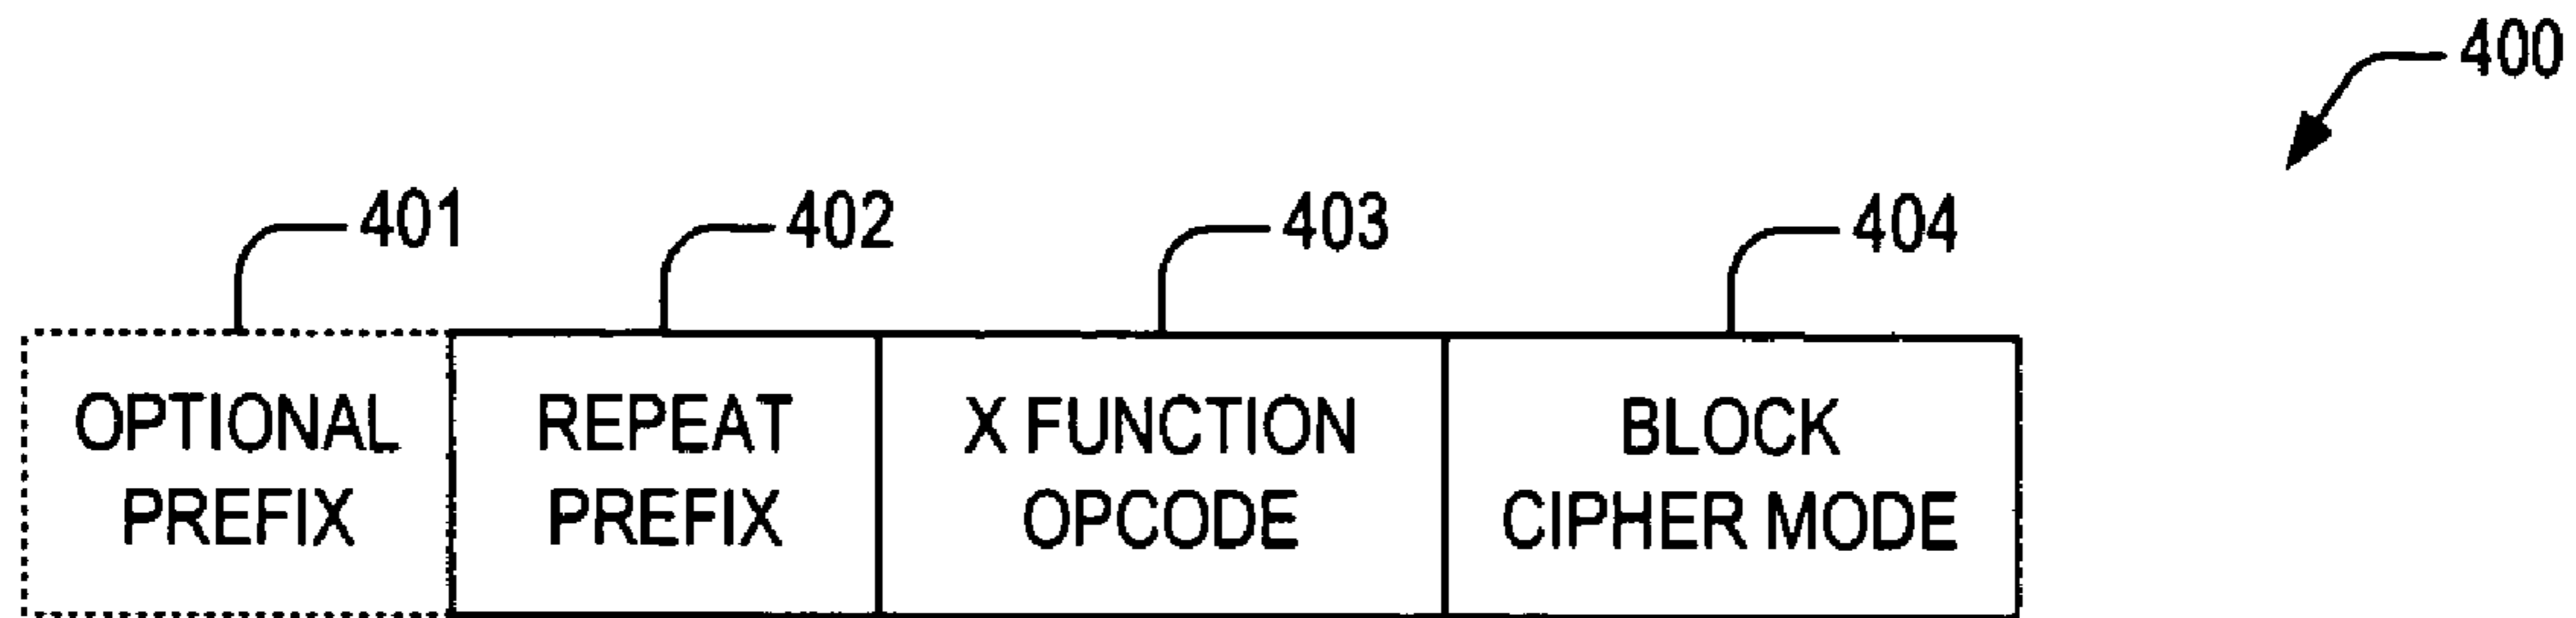 400
401 402 403 404
OPTIONAL PREFIX
REPEAT PREFIX
X FUNCTION OPCODE
BLOCK CIPHER MODE